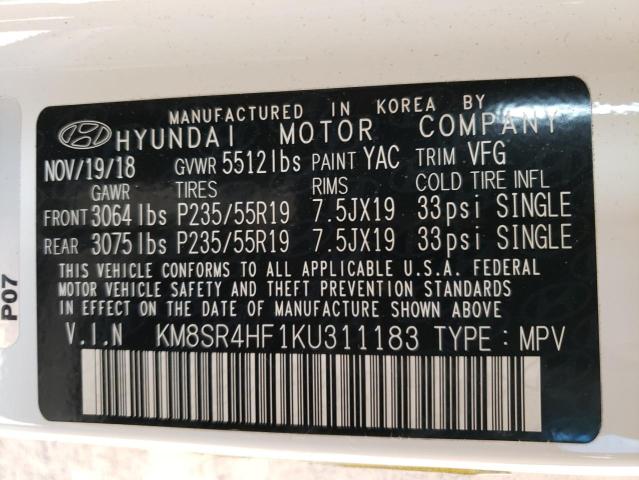 MANUFACTURED IN KOREA BY
HYUNDAI MOTOR COMPANY
NOV/19/18 GVWR 5512lbs PAINT YAC TRIM VFG
GAWR TIRES RIMS COLD TIRE INFL
FRONT 3064lbs P235/55R19 7.5JX19 33psi SINGLE
REAR 3075lbs P235/55R19 7.5JX19 33psi SINGLE
THIS VEHICLE CONFORMS TO ALL APPLICABLE U.S.A. FEDERAL
MOTOR VEHICLE SAFETY AND THEFT PREVENTION STANDARDS
IN EFFECT ON THE DATE OF MANUFACTURE SHOWN ABOVE
V.I.N KM8SR4HF1KU311183 TYPE : MPV
P07